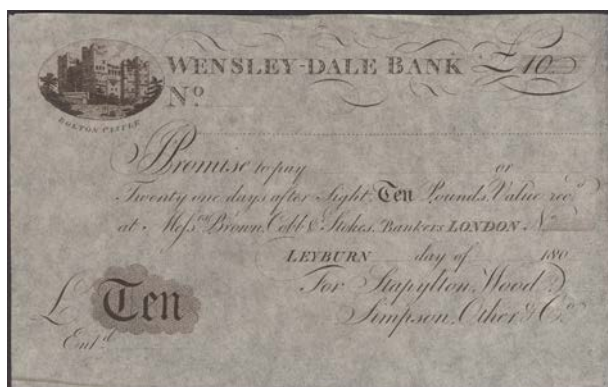 WENSLEY-DALE BANK £10
No.
BOLTON CASTLE
Promise to pay or
Twenty one days after Sight Ten Pounds Value recd.
at Messrs. Brown, Cobb & Stokes, Bankers LONDON No.
LEYBURN day of 180
For Stapylton, Wood
£ Ten Simpson, Other & Co.
Entd.